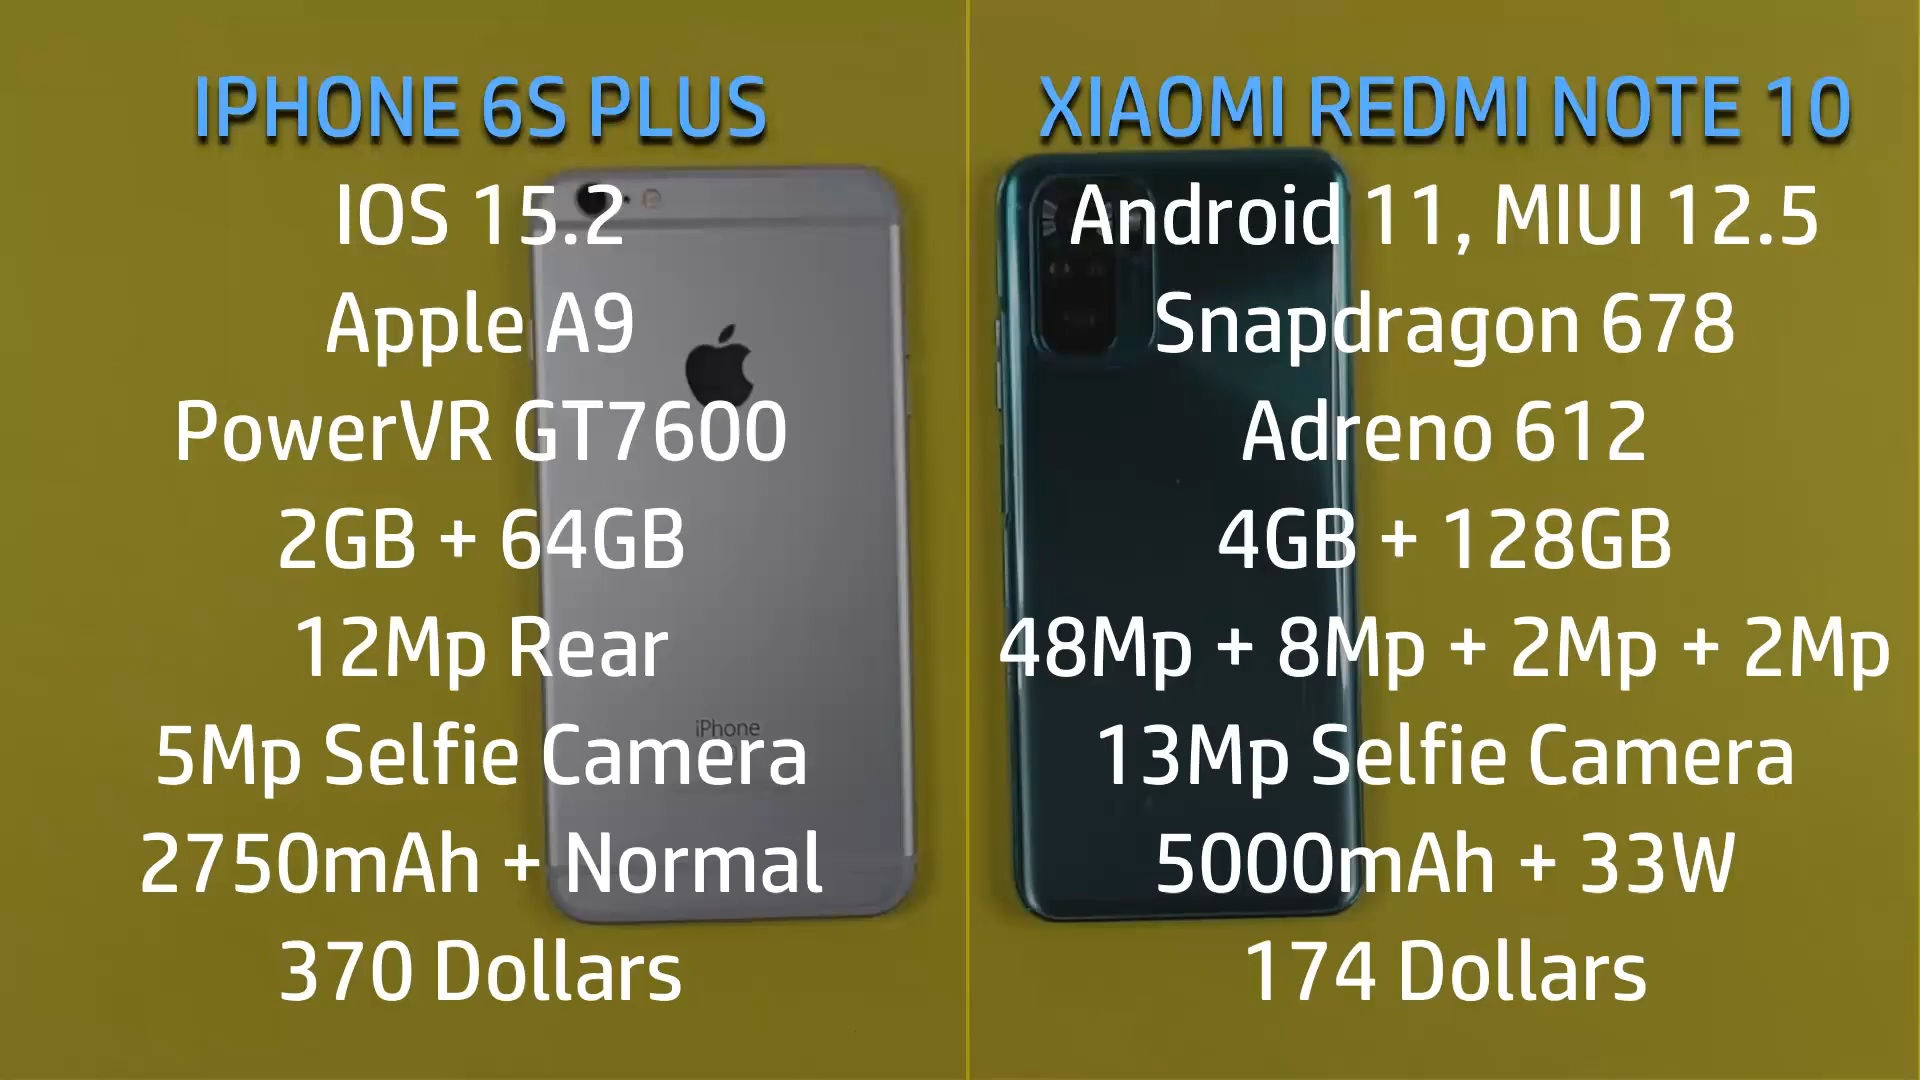 IPHONE 6S PLUS
IOS 15.2
Apple A9
PowerVR GT7600
2GB + 64GB
12Mp Rear
iPhone
5Mp Selfie Camera
2750mAh + Normal
370 Dollars
XIAOMI REDMI NOTE 10
Android 11, MIUI 12.5
Snapdragon 678
Adreno 612
4GB + 128GB
48Mp + 8Mp + 2Mp + 2Mp
13Mp Selfie Camera
5000mAh + 33W
174 Dollars